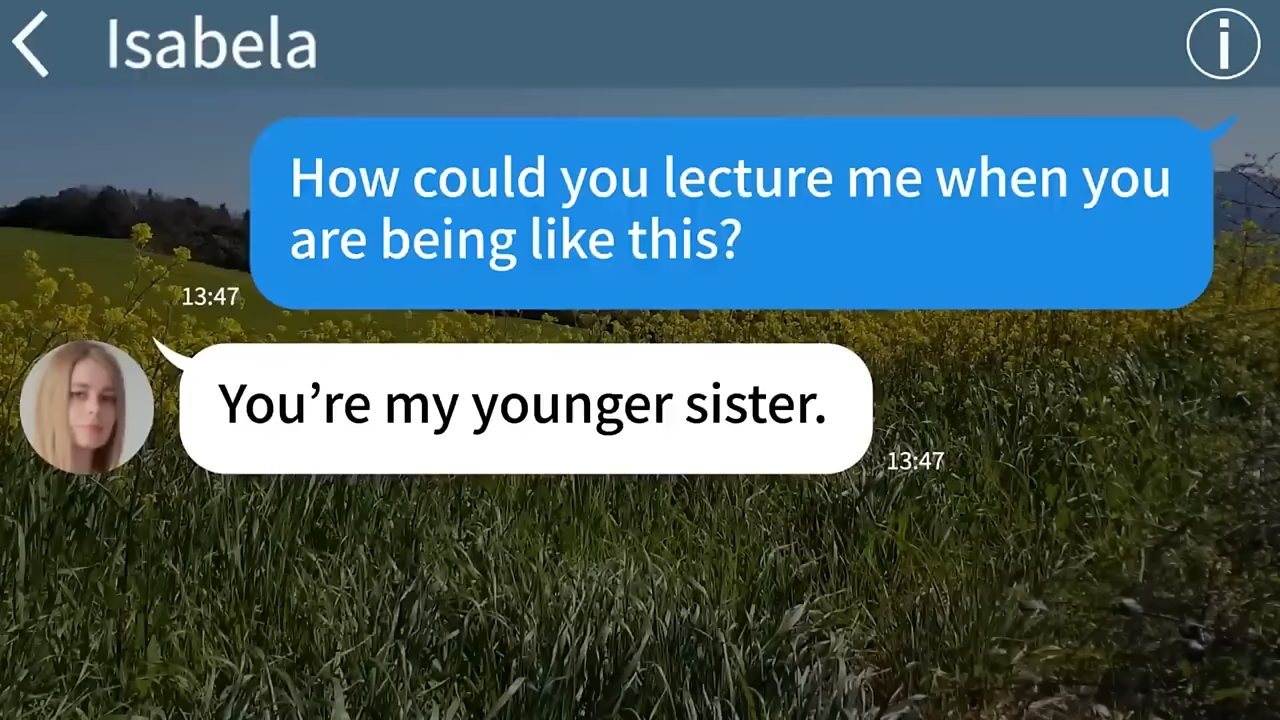 Isabela
How could you lecture me when you
are being like this?
13:47
You’re my younger sister.
13:47